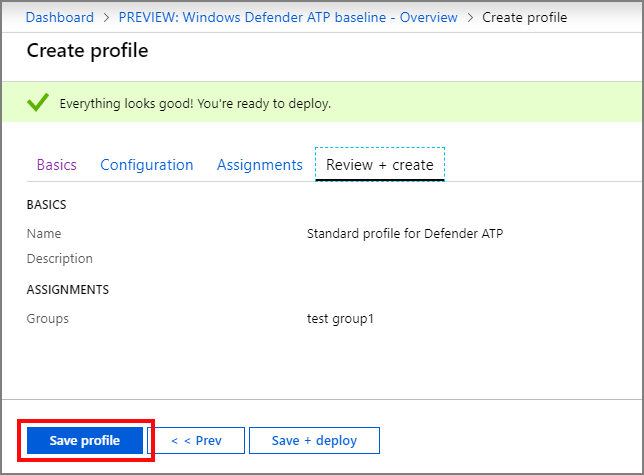 Dashboard > PREVIEW: Windows Defender ATP baseline - Overview > Create profile
Create profile
Everything looks good! You're ready to deploy.
Basics Configuration Assignments Review + create
BASICS
Name Standard profile for Defender ATP
Description
ASSIGNMENTS
Groups test group1
Save profile < < Prev Save + deploy